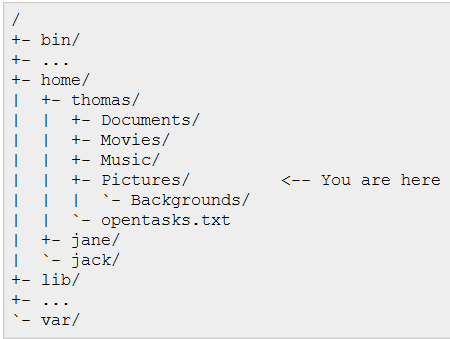 /
+- bin/
+- ...
+- home/
|  +- thomas/
|  |  +- Documents/
|  |  +- Movies/
|  |  +- Music/
|  |  +- Pictures/         <-- You are here
|  |  |  `- Backgrounds/
|  |  `- opentasks.txt
|  +- jane/
|  `- jack/
+- lib/
+- ...
`- var/